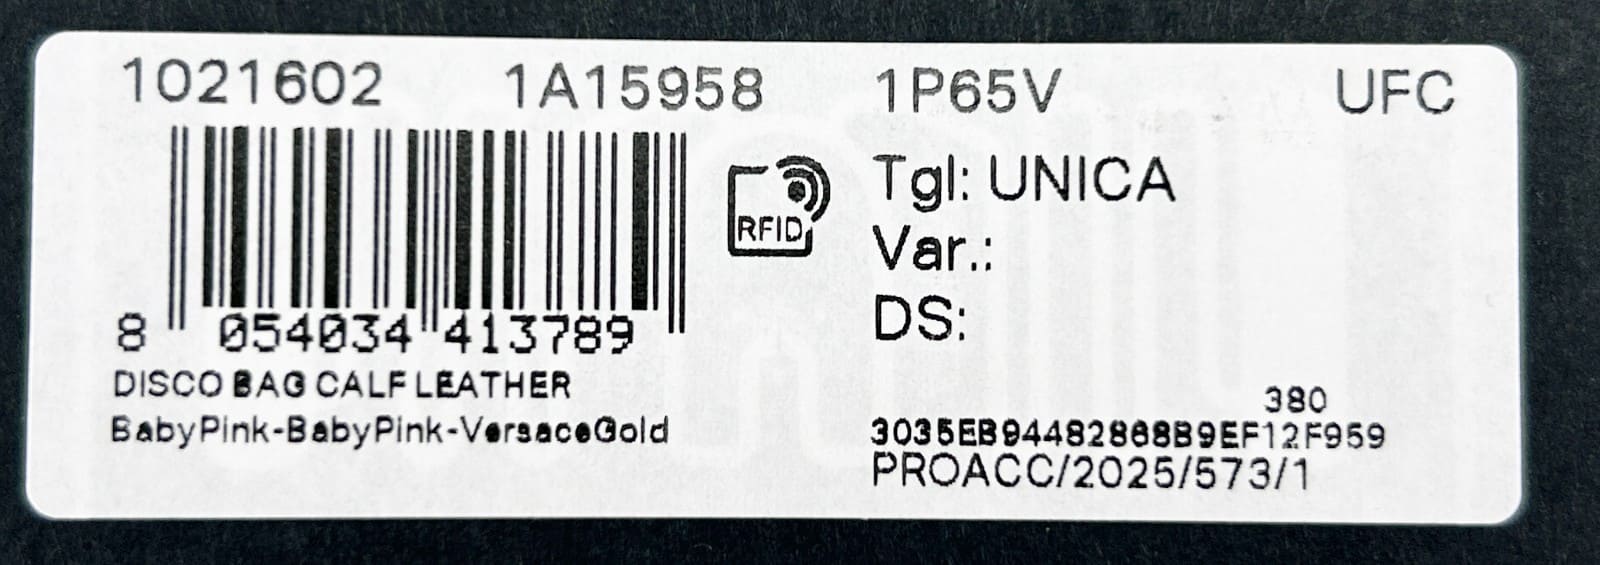 1021602 1A15958 1P65V UFC
RFID
Tgl: UNICA
Var.:
DS:
8 054034 413789
DISCO BAG CALF LEATHER
BabyPink-BabyPink-VersaceGold
380
3035EB94482868B9EF12F959
PROACC/2025/573/1